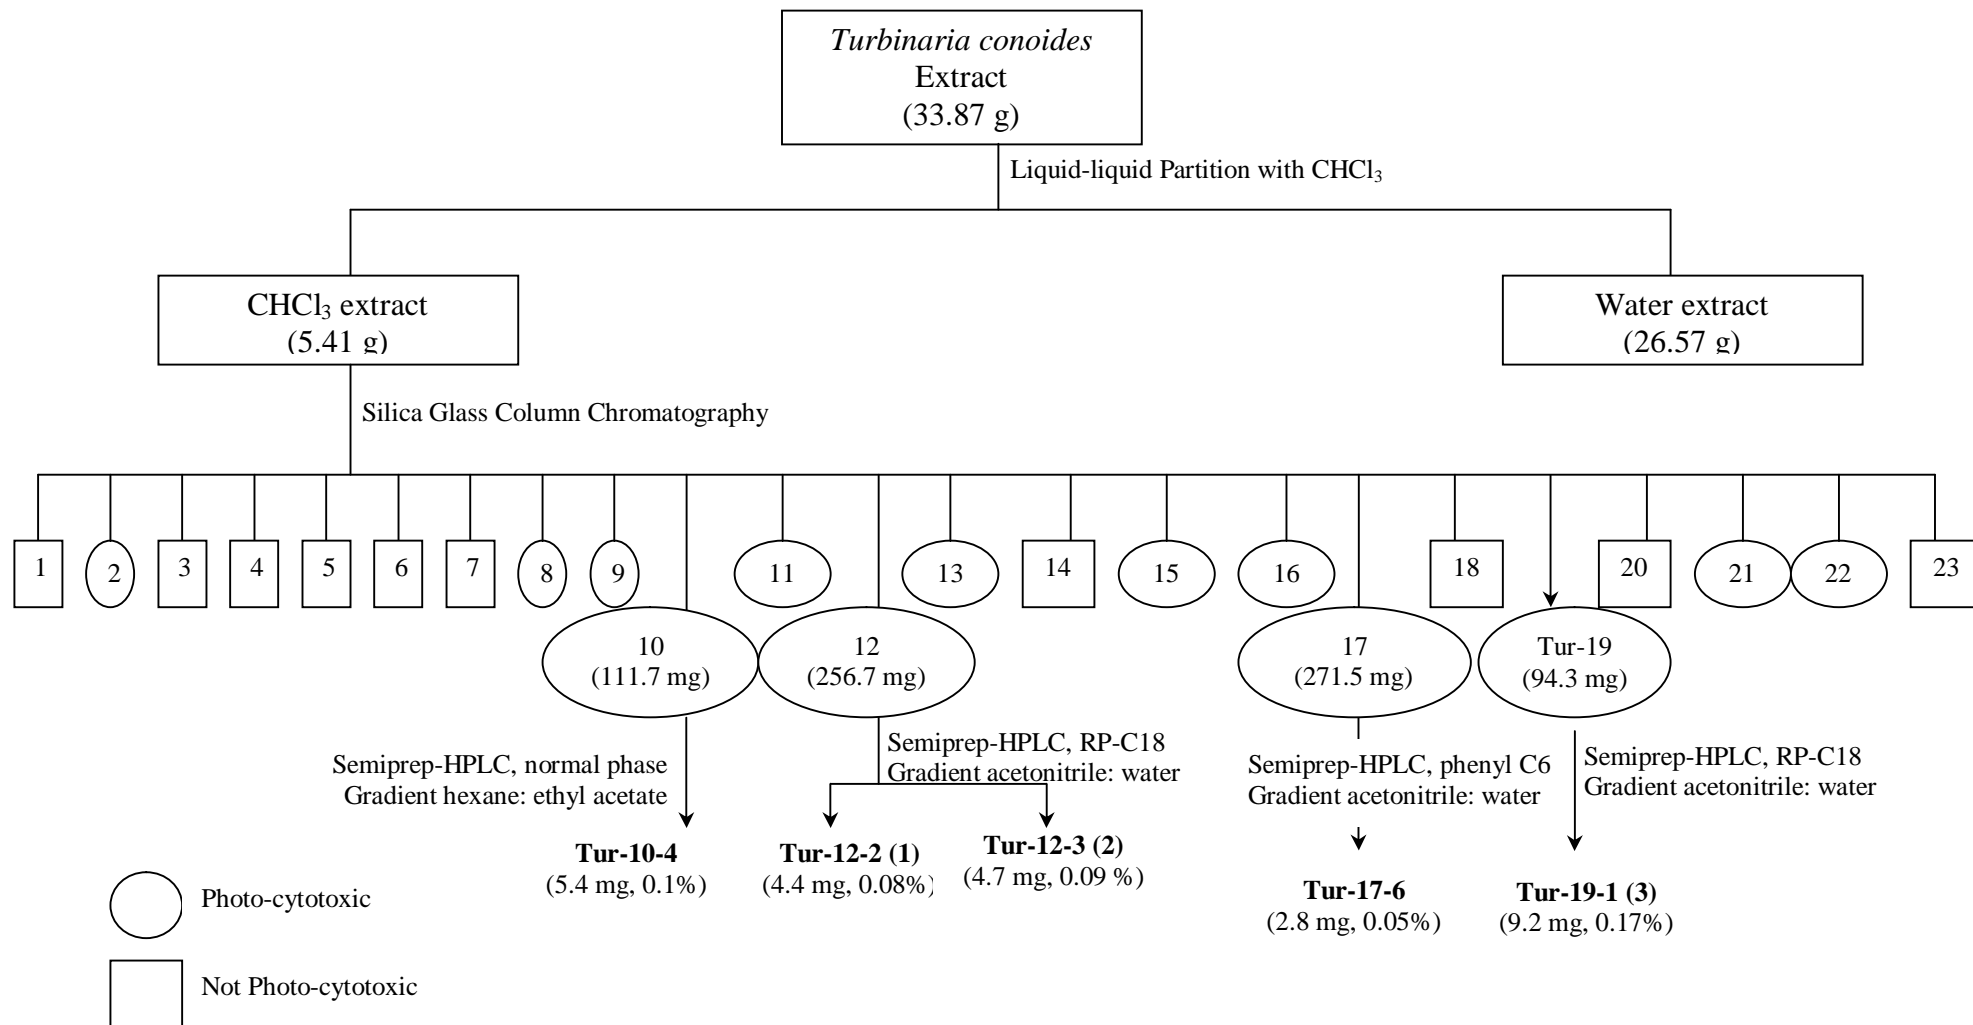 Turbinaria conoides
Extract
(33.87 g)
Liquid-liquid Partition with CHCl₃
CHCl₃ extract
(5.41 g)
Water extract
(26.57 g)
Silica Glass Column Chromatography
1
2
3
4
5
6
7
8
9
11
13
14
15
16
18
20
21
22
23
10
(111.7 mg)
12
(256.7 mg)
17
(271.5 mg)
Tur-19
(94.3 mg)
Semiprep-HPLC, normal phase
Gradient hexane: ethyl acetate
Semiprep-HPLC, RP-C18
Gradient acetonitrile: water
Semiprep-HPLC, phenyl C6
Gradient acetonitrile: water
Semiprep-HPLC, RP-C18
Gradient acetonitrile: water
Tur-10-4
(5.4 mg, 0.1%)
Tur-12-2 (1)
(4.4 mg, 0.08%)
Tur-12-3 (2)
(4.7 mg, 0.09 %)
Tur-17-6
(2.8 mg, 0.05%)
Tur-19-1 (3)
(9.2 mg, 0.17%)
Photo-cytotoxic
Not Photo-cytotoxic